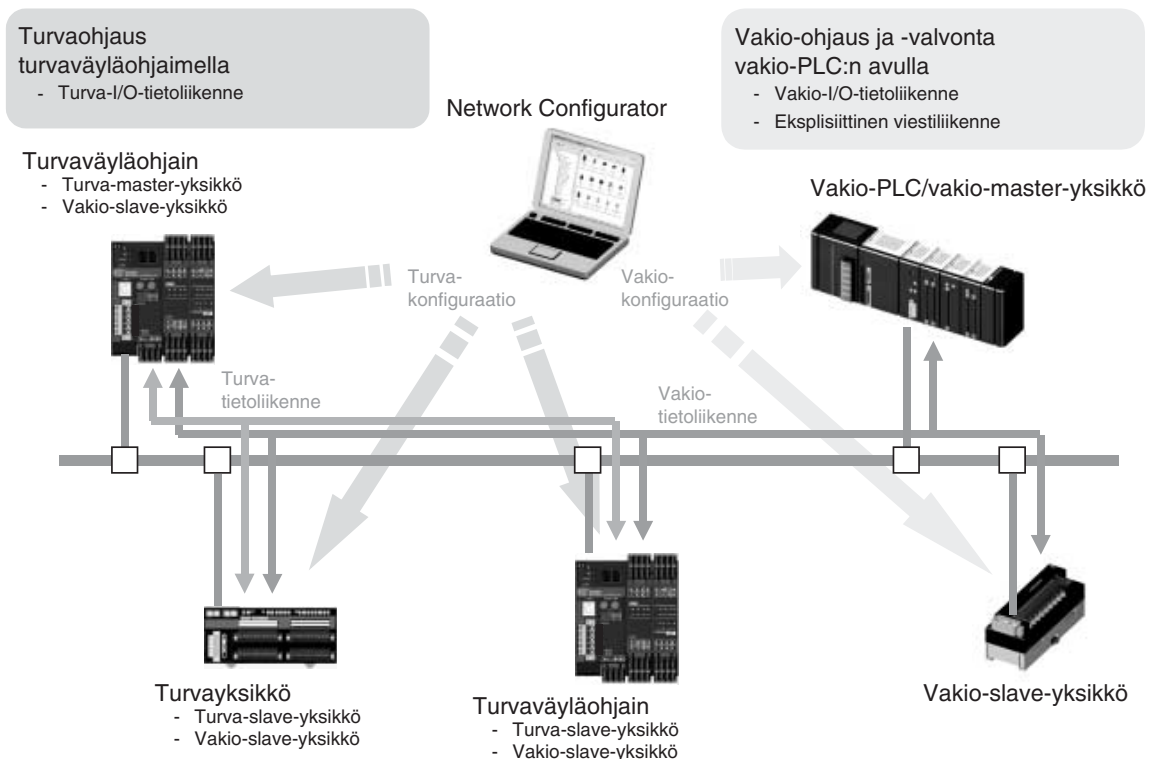 Turvaohjaus
turvaväyläohjaimella
- Turva-I/O-tietoliikenne
Vakio-ohjaus ja -valvonta
vakio-PLC:n avulla
- Vakio-I/O-tietoliikenne
- Eksplisiittinen viestiliikenne
Network Configurator
Turvaväyläohjain
- Turva-master-yksikkö
- Vakio-slave-yksikkö
Vakio-PLC/vakio-master-yksikkö
Turva-
konfiguraatio
Vakio-
konfiguraatio
Turva-
tietoliikenne
Vakio-
tietoliikenne
Turvayksikkö
- Turva-slave-yksikkö
- Vakio-slave-yksikkö
Turvaväyläohjain
- Turva-slave-yksikkö
- Vakio-slave-yksikkö
Vakio-slave-yksikkö